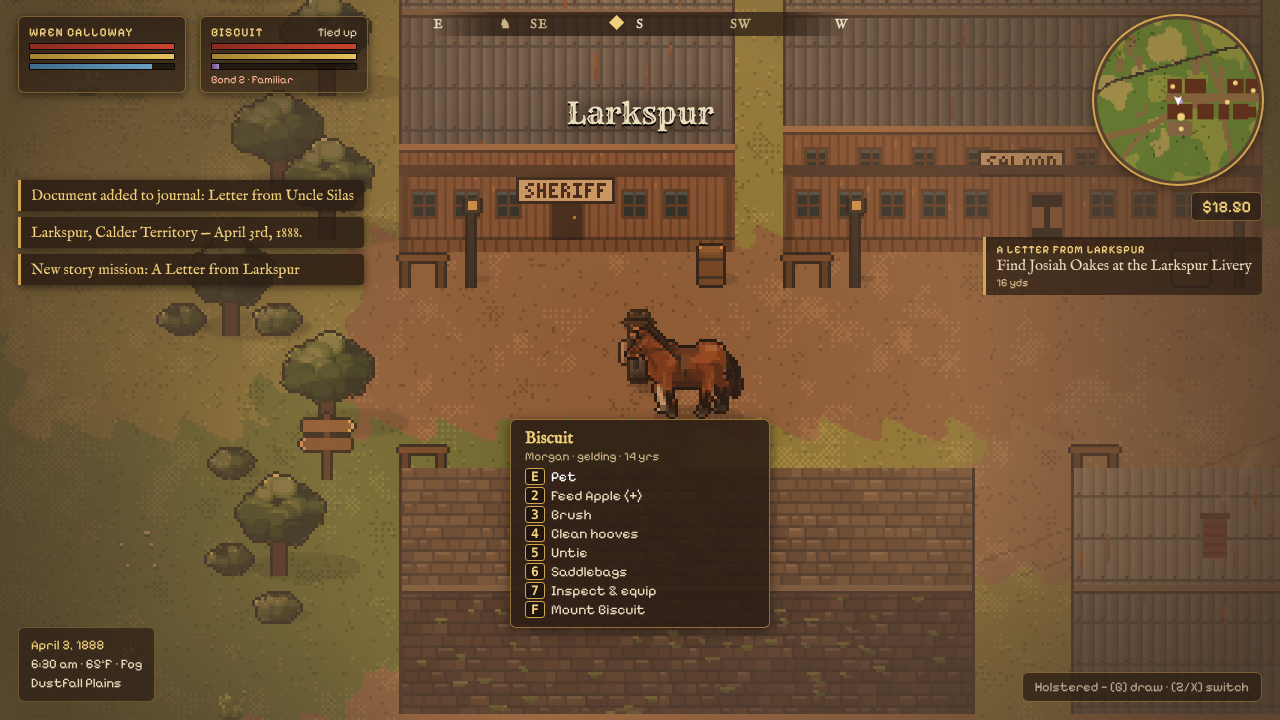 WREN CALLOWAY
BISCUIT Tied up
Bond 2 · Familiar
E SE S SW W
Larkspur
SHERIFF
SALOON
Document added to journal: Letter from Uncle Silas
Larkspur, Calder Territory — April 3rd, 1888.
New story mission: A Letter from Larkspur
$18.80
A LETTER FROM LARKSPUR
Find Josiah Oakes at the Larkspur Livery
16 yds
Biscuit
Morgan · gelding · 14 yrs
E Pet
2 Feed Apple (+)
3 Brush
4 Clean hooves
5 Untie
6 Saddlebags
7 Inspect & equip
F Mount Biscuit
April 3, 1888
6:30 am · 68°F · Fog
Dustfall Plains
Holstered - (G) draw · (Z/X) switch